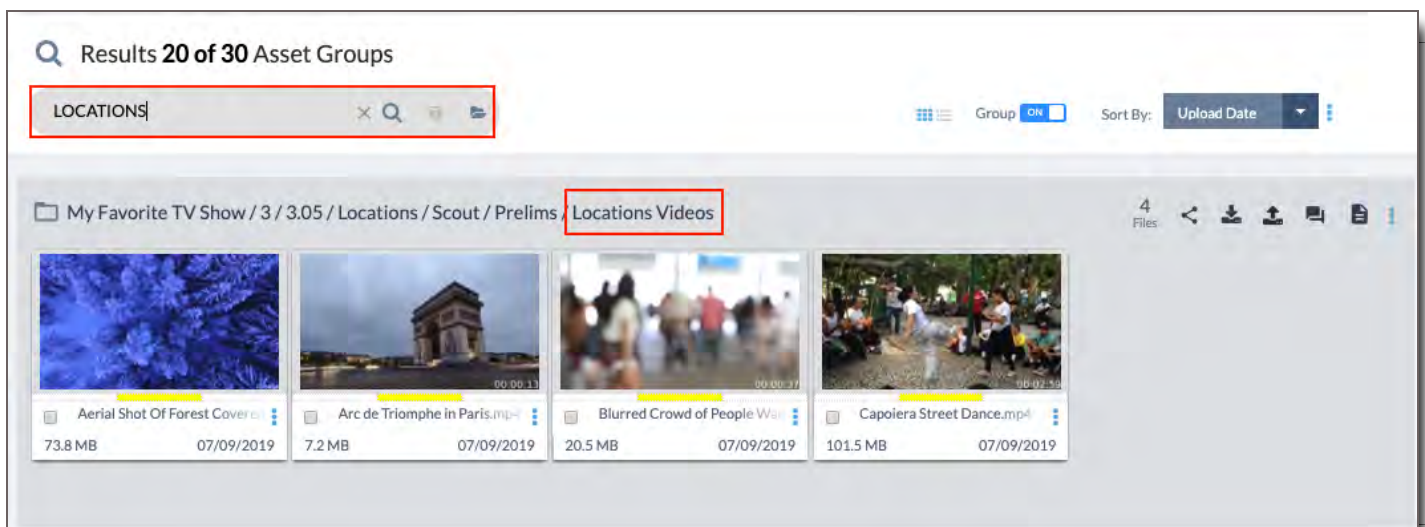 Results 20 of 30 Asset Groups
LOCATIONS
Group ON Sort By: Upload Date
My Favorite TV Show / 3 / 3.05 / Locations / Scout / Prelims / Locations Videos
4
Files
00:00:13
00:00:37
00:02:59
Aerial Shot Of Forest
Arc de Triomphe in Paris.mp4
Blurred Crowd of People
Capoiera Street Dance.mp4
73.8 MB 07/09/2019
7.2 MB 07/09/2019
20.5 MB 07/09/2019
101.5 MB 07/09/2019